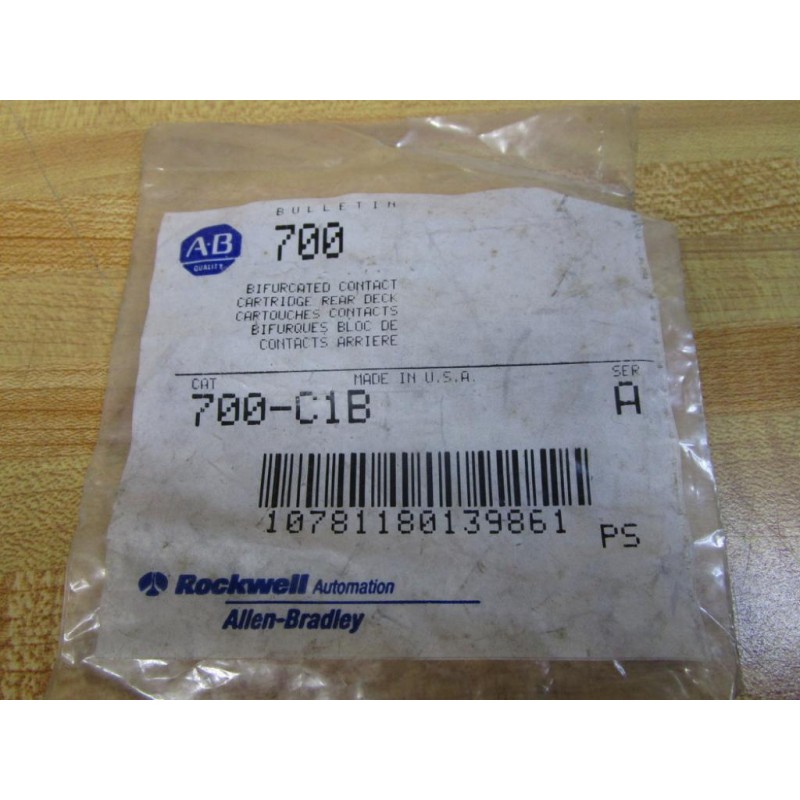 BULLETIN
A-B
QUALITY
700
BIFURCATED CONTACT
CARTRIDGE REAR DECK
CARTOUCHES CONTACTS
BIFURQUES BLOC DE
CONTACTS ARRIERE
CAT MADE IN U.S.A. SER
700-C1B A
10781180139861 PS
Rockwell Automation
Allen-Bradley